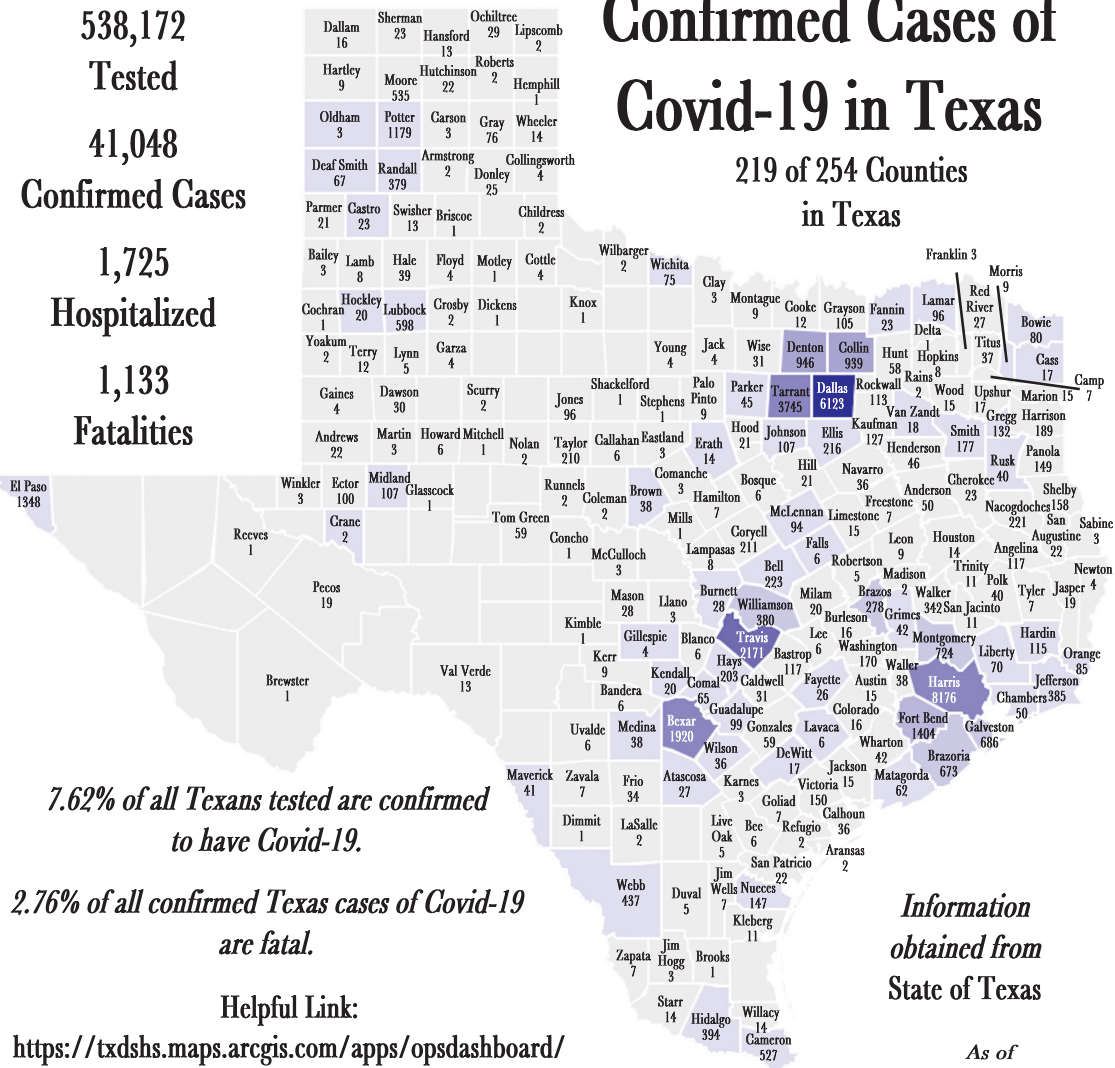 Confirmed Cases of
Covid-19 in Texas
219 of 254 Counties
in Texas
538,172
Tested
41,048
Confirmed Cases
1,725
Hospitalized
1,133
Fatalities
Dallam
16
Sherman
23
Hansford
13
Ochiltree
29
Lipscomb
2
Hartley
9
Moore
535
Hutchinson
22
Roberts
2
Hemphill
1
Oldham
3
Potter
1179
Carson
3
Gray
76
Wheeler
14
Deaf Smith
67
Randall
379
Armstrong
2
Donley
25
Collingsworth
4
Parmer
21
Castro
23
Swisher
13
Briscoe
1
Childress
2
Bailey
3
Lamb
8
Hale
39
Floyd
4
Motley
1
Cottle
4
Wilbarger
2
Wichita
75
Clay
3
Montague
9
Cooke
12
Grayson
105
Fannin
23
Lamar
96
Franklin 3
Red
River
27
Morris
9
Bowie
80
Cochran
1
Hockley
20
Lubbock
598
Crosby
2
Dickens
1
Knox
1
Delta
1
Titus
37
Cass
17
Yoakum
2
Terry
12
Lynn
5
Garza
4
Young
4
Jack
4
Wise
31
Denton
946
Collin
939
Hunt
58
Hopkins
8
Camp
7
Gaines
4
Dawson
30
Scurry
2
Jones
96
Shackelford
1
Stephens
1
Palo
Pinto
9
Parker
45
Tarrant
3745
Dallas
6123
Rockwall
113
Rains
2
Wood
15
Upshur
17
Marion 15
Andrews
22
Martin
3
Howard
6
Mitchell
1
Nolan
2
Taylor
210
Callahan
6
Eastland
3
Erath
14
Hood
21
Johnson
107
Ellis
216
Kaufman
127
Van Zandt
18
Smith
177
Gregg
132
Harrison
189
El Paso
1348
Winkler
3
Ector
100
Midland
107
Glasscock
1
Runnels
2
Coleman
2
Brown
38
Comanche
3
Hamilton
7
Bosque
6
Hill
21
Navarro
36
Henderson
46
Rusk
40
Panola
149
Reeves
1
Crane
2
Tom Green
59
Concho
1
McCulloch
3
Mills
1
Lampasas
8
Coryell
211
McLennan
94
Limestone
15
Freestone
7
Anderson
50
Cherokee
23
Nacogdoches
221
Shelby
158
San
Augustine
22
Sabine
3
Pecos
19
Mason
28
Llano
3
Burnett
28
Bell
223
Falls
6
Robertson
5
Leon
9
Houston
14
Angelina
117
Trinity
11
Polk
40
Tyler
7
Jasper
19
Newton
4
Kimble
1
Gillespie
4
Blanco
6
Williamson
380
Travis
2171
Milam
20
Burleson
16
Brazos
278
Madison
2
Grimes
42
Walker
342
San Jacinto
11
Brewster
1
Val Verde
13
Kerr
9
Bandera
6
Kendall
20
Comal
65
Hays
203
Bastrop
117
Caldwell
31
Lee
6
Washington
170
Waller
38
Austin
15
Montgomery
724
Liberty
70
Hardin
115
Orange
85
Jefferson
385
Chambers
50
Harris
8176
Uvalde
6
Medina
38
Bexar
1920
Guadalupe
99
Gonzales
59
Fayette
26
Lavaca
6
Colorado
16
Fort Bend
1404
Galveston
686
Brazoria
673
Wharton
42
Matagorda
62
Maverick
41
Zavala
7
Frio
34
Atascosa
27
Wilson
36
Karnes
3
DeWitt
17
Jackson
15
Victoria
150
Goliad
7
Calhoun
36
Dimmit
1
LaSalle
2
Live
Oak
5
Bee
6
Refugio
2
Aransas
2
San Patricio
22
Webb
437
Duval
5
Jim
Wells
7
Nueces
147
Kleberg
11
Zapata
7
Jim
Hogg
3
Brooks
1
Starr
14
Hidalgo
394
Willacy
14
Cameron
527
7.62% of all Texans tested are confirmed
to have Covid-19.
2.76% of all confirmed Texas cases of Covid-19
are fatal.
Helpful Link:
https://txdshs.maps.arcgis.com/apps/opsdashboard/
Information
obtained from
State of Texas
As of